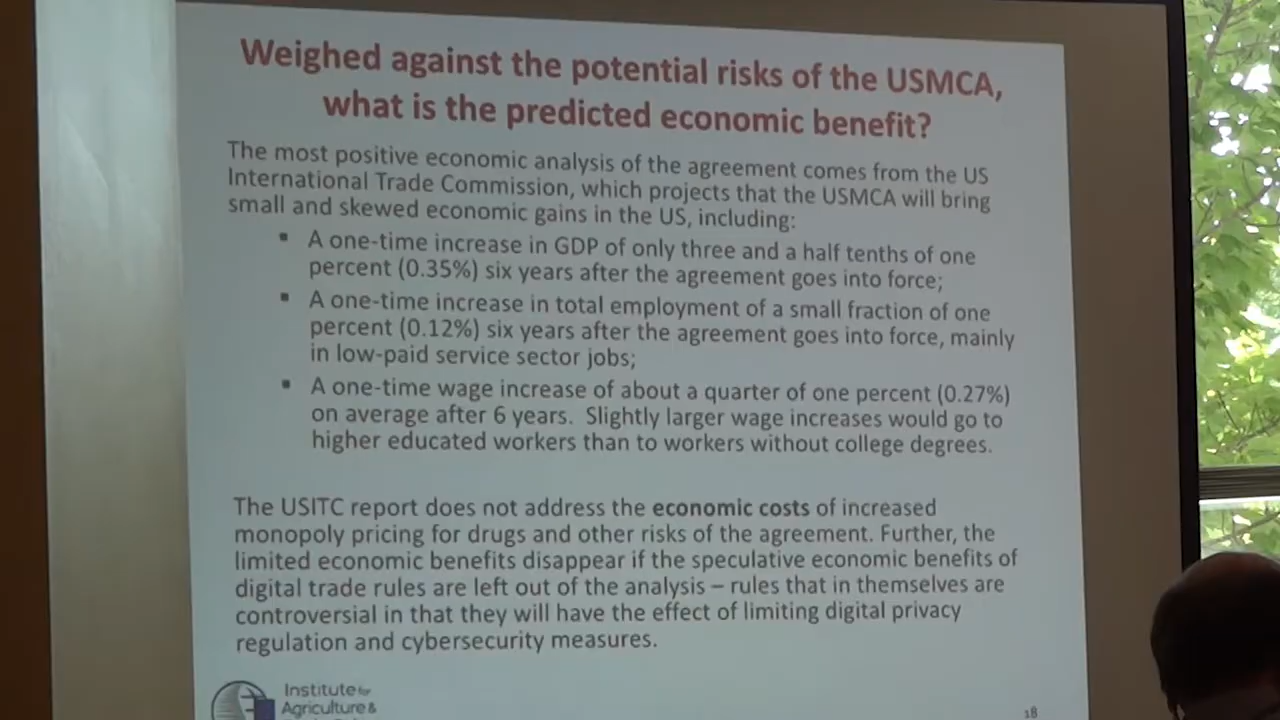 Weighed against the potential risks of the USMCA,
what is the predicted economic benefit?
The most positive economic analysis of the agreement comes from the US
International Trade Commission, which projects that the USMCA will bring
small and skewed economic gains in the US, including:
▪ A one-time increase in GDP of only three and a half tenths of one
percent (0.35%) six years after the agreement goes into force;
▪ A one-time increase in total employment of a small fraction of one
percent (0.12%) six years after the agreement goes into force, mainly
in low-paid service sector jobs;
▪ A one-time wage increase of about a quarter of one percent (0.27%)
on average after 6 years. Slightly larger wage increases would go to
higher educated workers than to workers without college degrees.
The USITC report does not address the economic costs of increased
monopoly pricing for drugs and other risks of the agreement. Further, the
limited economic benefits disappear if the speculative economic benefits of
digital trade rules are left out of the analysis – rules that in themselves are
controversial in that they will have the effect of limiting digital privacy
regulation and cybersecurity measures.
Institute for
Agriculture &
18